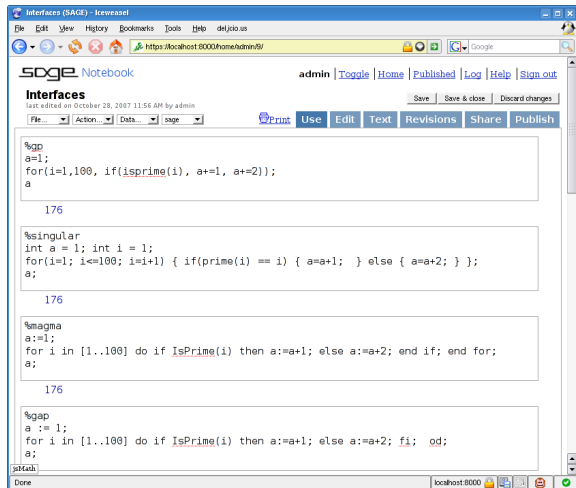 Interfaces (SAGE) - Iceweasel
File Edit View History Bookmarks Tools Help del.icio.us
https://localhost:8000/home/admin/9/ Google
SAGE Notebook
admin | Toggle | Home | Published | Log | Help | Sign out
Interfaces
last edited on October 28, 2007 11:56 AM by admin
Save Save & close Discard changes
File... Action... Data... sage
Print Use Edit Text Revisions Share Publish
%gp
a=1;
for(i=1,100, if(isprime(i), a+=1, a+=2));
a
176
%singular
int a = 1; int i = 1;
for(i=1; i<=100; i=i+1) { if(prime(i) == i) { a=a+1;  } else { a=a+2; } };
a;
176
%magma
a:=1;
for i in [1..100] do if IsPrime(i) then a:=a+1; else a:=a+2; end if; end for;
a;
176
%gap
a := 1;
for i in [1..100] do if IsPrime(i) then a:=a+1; else a:=a+2; fi;  od;
a;
jsMath
Done localhost:8000